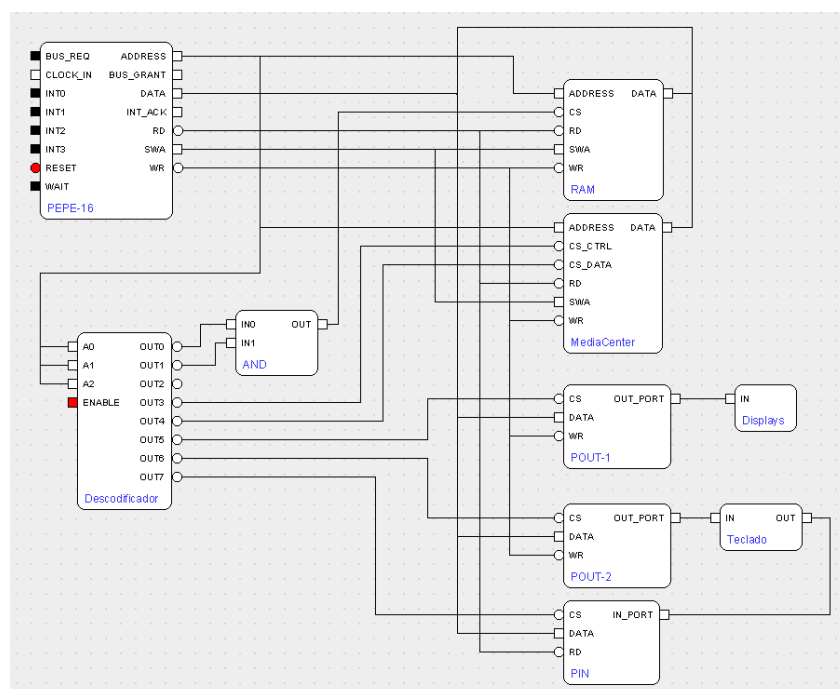 BUS_REQ ADDRESS
CLOCK_IN BUS_GRANT
INT0 DATA
INT1 INT_ACK
INT2 RD
INT3 SWA
RESET WR
WAIT
PEPE-16
ADDRESS DATA
CS
RD
SWA
WR
RAM
ADDRESS DATA
CS_CTRL
CS_DATA
RD
SWA
WR
MediaCenter
IN0 OUT
IN1
AND
A0 OUT0
A1 OUT1
A2 OUT2
ENABLE OUT3
OUT4
OUT5
OUT6
OUT7
Descodificador
CS OUT_PORT
DATA
WR
POUT-1
IN
Displays
CS OUT_PORT
DATA
WR
POUT-2
IN OUT
Teclado
CS IN_PORT
DATA
RD
PIN